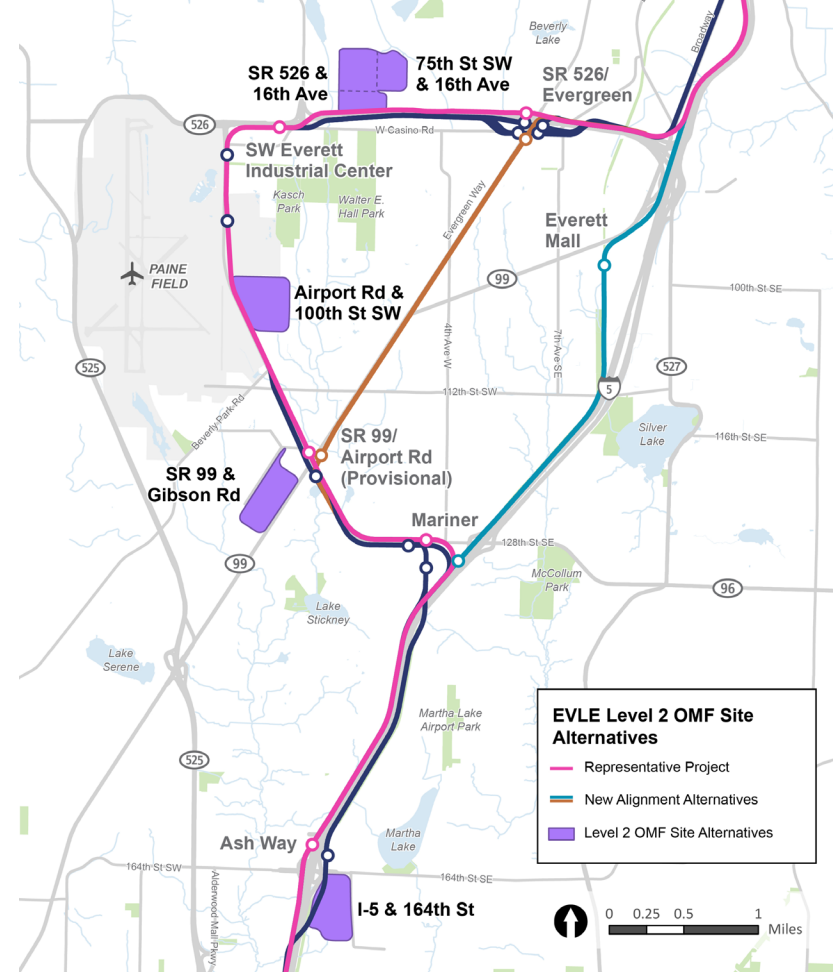 Beverly
Lake
Broadway
SR 526 &
16th Ave
75th St SW
& 16th Ave
SR 526/
Evergreen
526
W Casino Rd
SW Everett
Industrial Center
Kasch
Park
Walter E.
Hall Park
Evergreen Way
Everett
Mall
PAINE
FIELD
99
Airport Rd &
100th St SW
100th St SE
4th Ave W
7th Ave SE
525
527
5
112th St SW
Beverly Park Rd
Silver
Lake
116th St SE
SR 99/
Airport Rd
(Provisional)
SR 99 &
Gibson Rd
Mariner
128th St SE
99
McCollum
Park
96
Lake
Stickney
Lake
Serene
Martha Lake
Airport Park
525
EVLE Level 2 OMF Site
Alternatives
Representative Project
New Alignment Alternatives
Level 2 OMF Site Alternatives
Ash Way
Martha
Lake
164th St SW
164th St SE
Alderwood Mall Pkwy
I-5 & 164th St
0 0.25 0.5 1
Miles